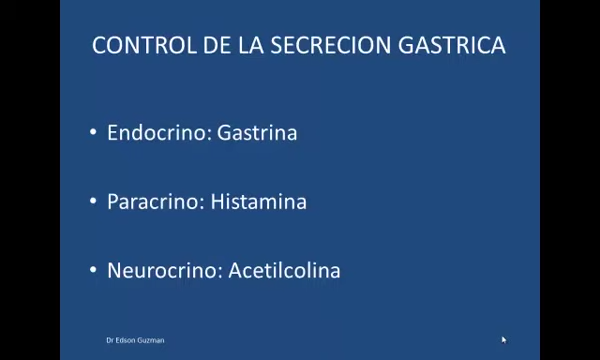 CONTROL DE LA SECRECION GASTRICA
• Endocrino: Gastrina
• Paracrino: Histamina
• Neurocrino: Acetilcolina
Dr Edson Guzman